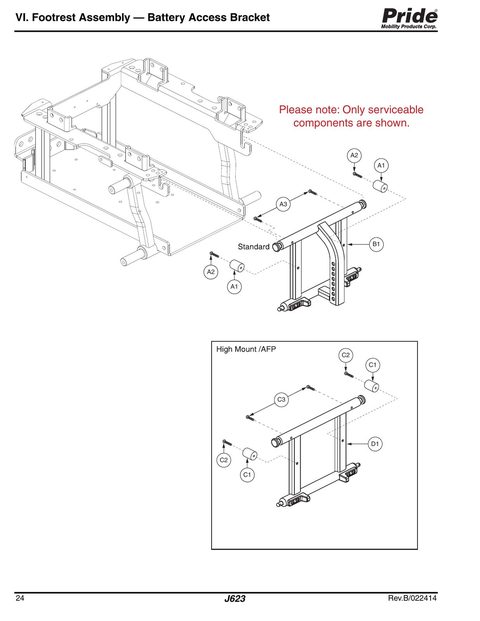 VI. Footrest Assembly — Battery Access Bracket
Pride®
Mobility Products Corp.
Please note: Only serviceable
components are shown.
A2
A1
A3
Standard
B1
A2
A1
High Mount /AFP
C2
C1
C3
D1
C2
C1
24
J623
Rev.B/022414